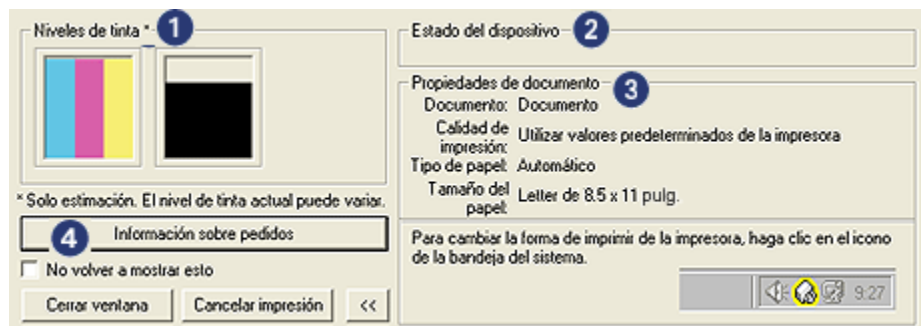 Niveles de tinta * 1
* Solo estimación. El nivel de tinta actual puede variar.
4 Información sobre pedidos
No volver a mostrar esto
Cerrar ventana Cancelar impresión <<
Estado del dispositivo 2
Propiedades de documento 3
Documento: Documento
Calidad de
impresión: Utilizar valores predeterminados de la impresora
Tipo de papel: Automático
Tamaño del
papel: Letter de 8.5 x 11 pulg.
Para cambiar la forma de imprimir de la impresora, haga clic en el icono
de la bandeja del sistema.
9:27